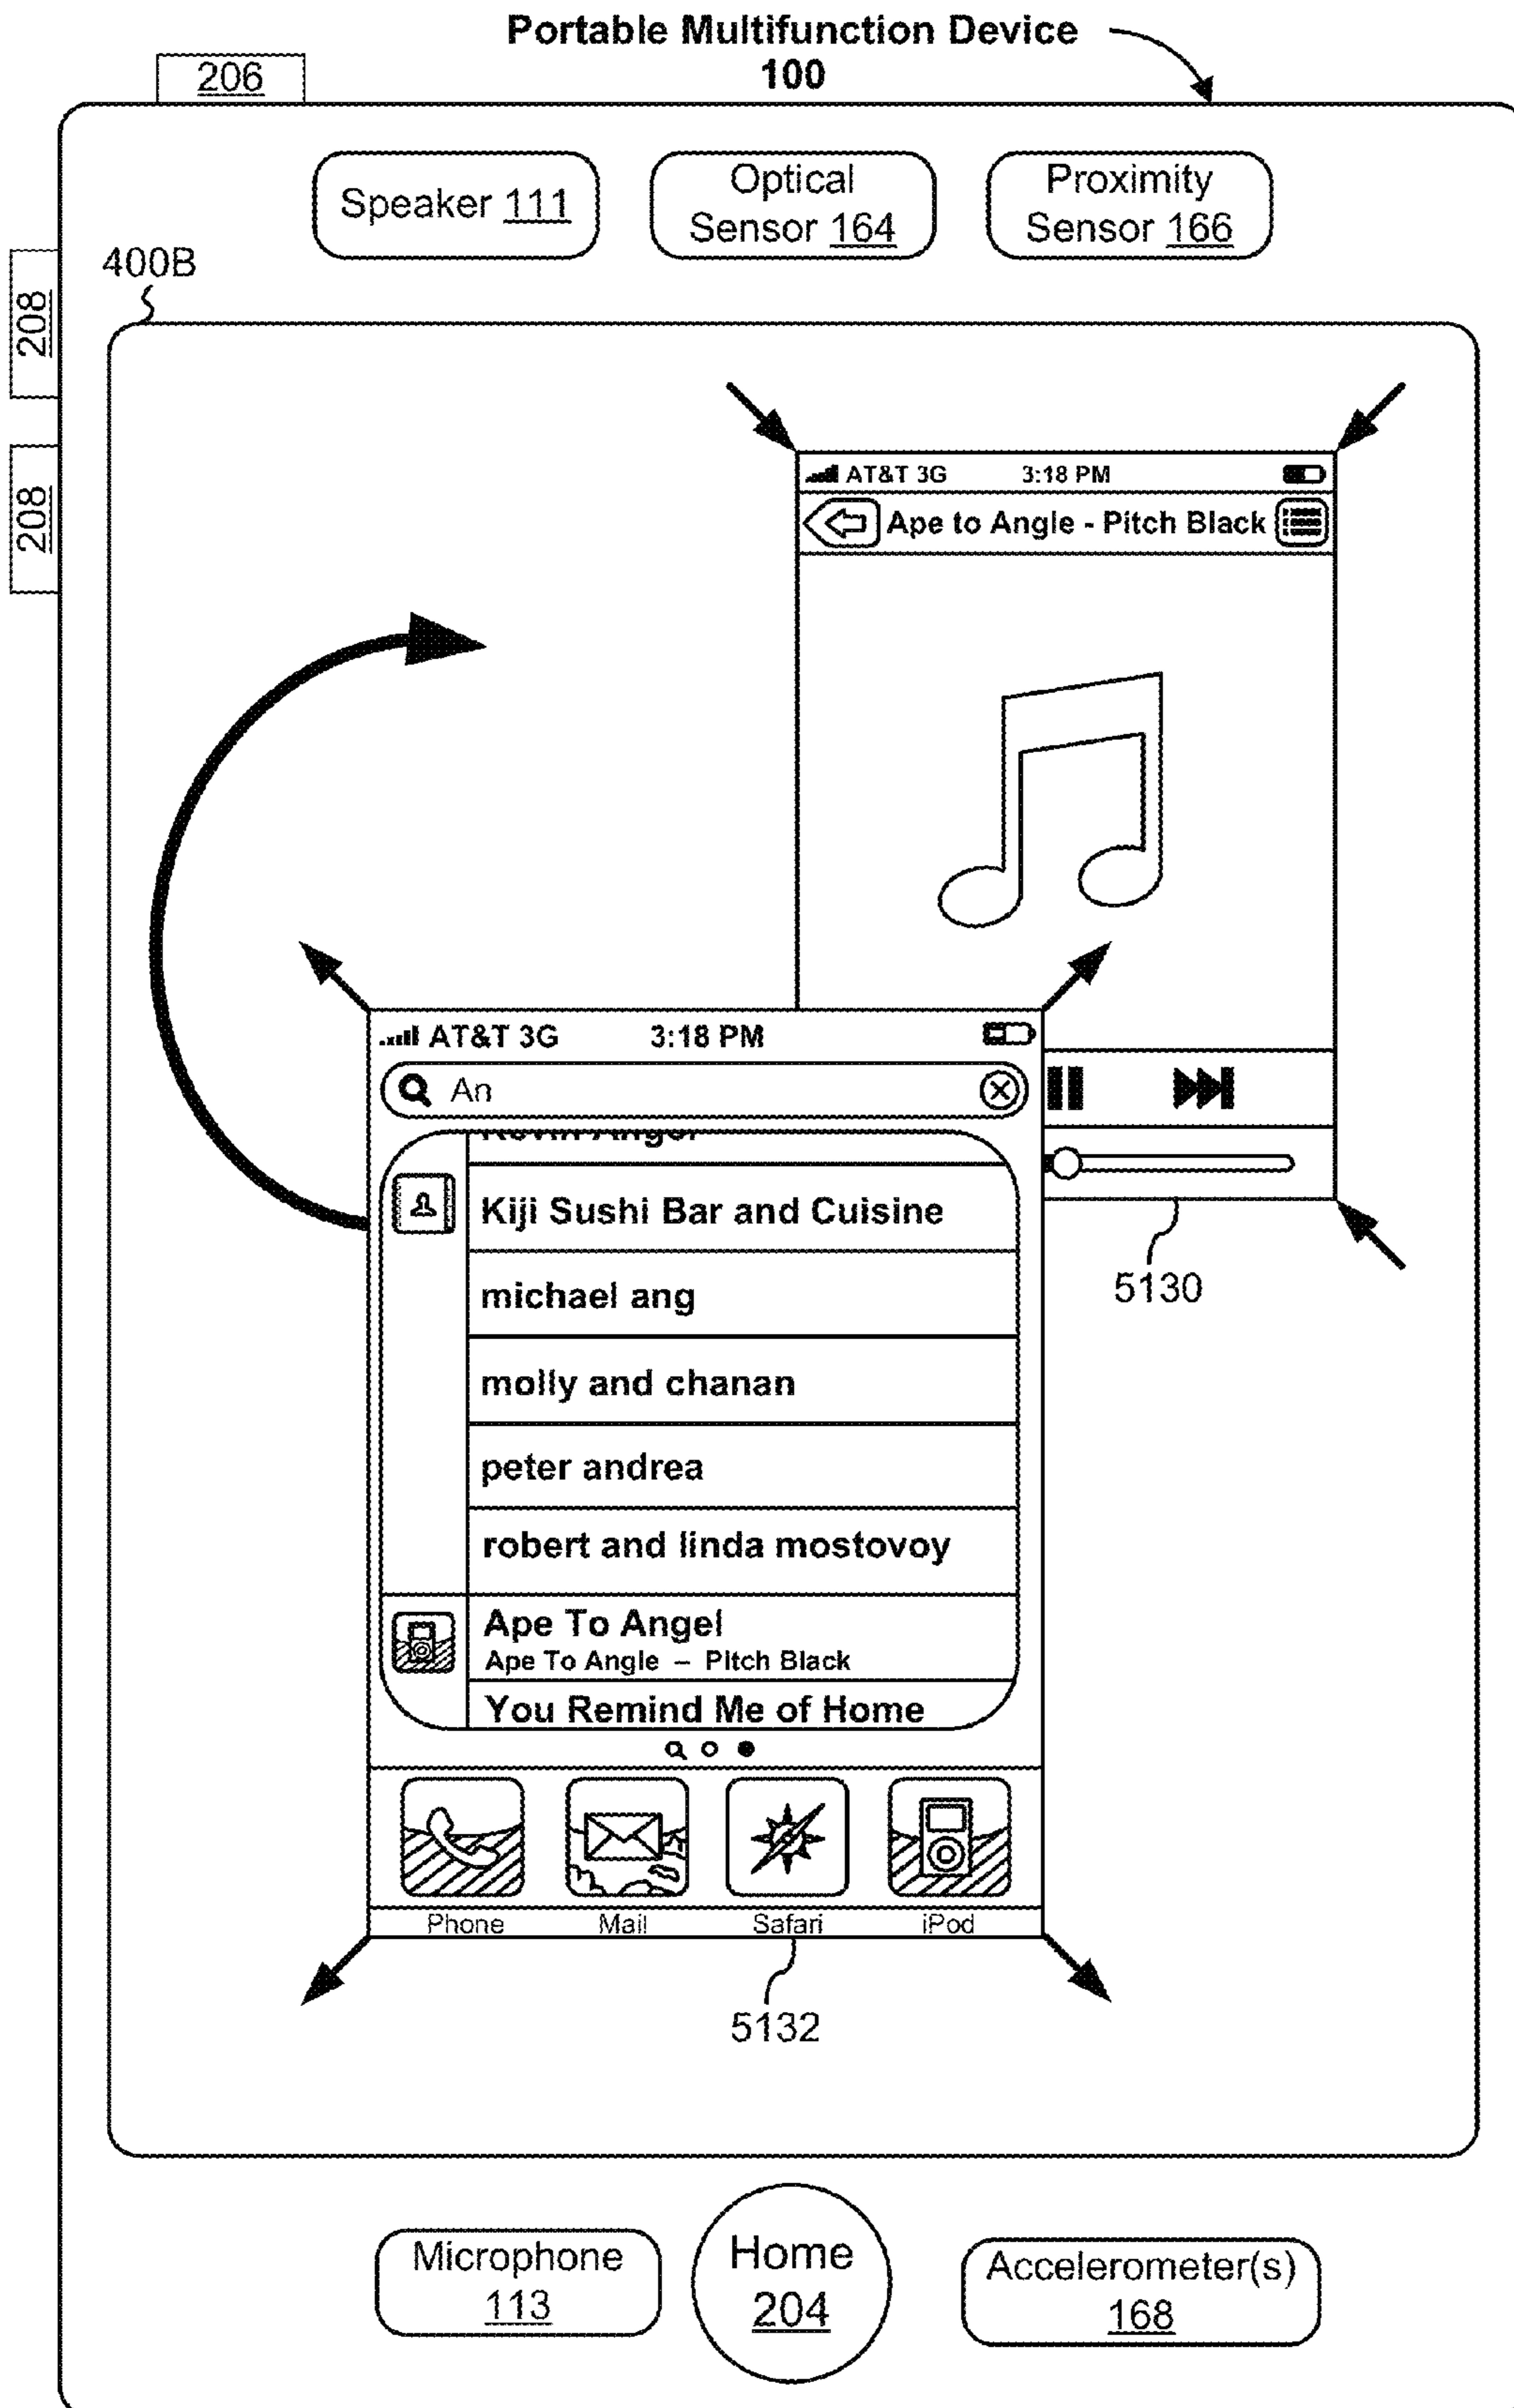 Portable Multifunction Device
100
206
Speaker 111
Optical
Sensor 164
Proximity
Sensor 166
208
400B
208
AT&T 3G 3:18 PM
Ape to Angle - Pitch Black
AT&T 3G 3:18 PM
An
Kevin Angel
Kiji Sushi Bar and Cuisine
5130
michael ang
molly and chanan
peter andrea
robert and linda mostovoy
Ape To Angel
Ape To Angle – Pitch Black
You Remind Me of Home
Phone Mail Safari iPod
5132
Microphone
113
Home
204
Accelerometer(s)
168